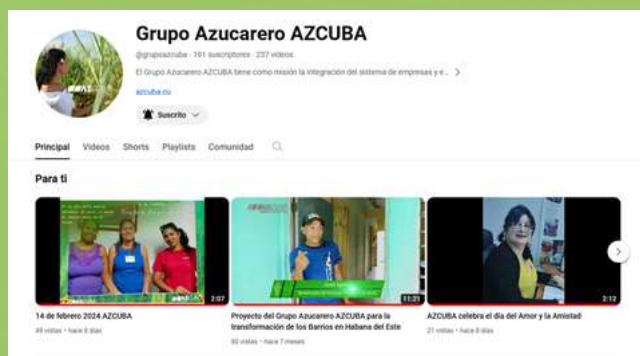 Grupo Azucarero AZCUBA
@grupoazcuba · 191 suscriptores · 237 videos
El Grupo Azucarero AZCUBA tiene como misión la integración del sistema de empresas y e...
azcuba.cu
Suscrito
Principal Videos Shorts Playlists Comunidad
Para ti
2:07
11:21
2:12
14 de febrero 2024 AZCUBA
49 vistas · hace 8 días
Proyecto del Grupo Azucarero AZCUBA para la
transformación de los Barrios en Habana del Este
80 vistas · hace 7 meses
AZCUBA celebra el día del Amor y la Amistad
21 vistas · hace 8 días